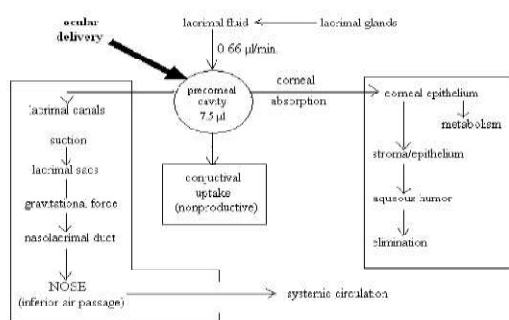 ocular
delivery
lacrimal fluid
lacrimal glands
0.66 µl/min.
precorneal
cavity
7.5 µl
corneal
absorption
lacrimal canals
suction
lacrimal sacs
gravitational force
nasolacrimal duct
NOSE
(inferior air passage)
conjuctival
uptake
(nonproductive)
systemic circulation
corneal epithelium
metabolism
stroma/epithelium
aqueous humor
elimination